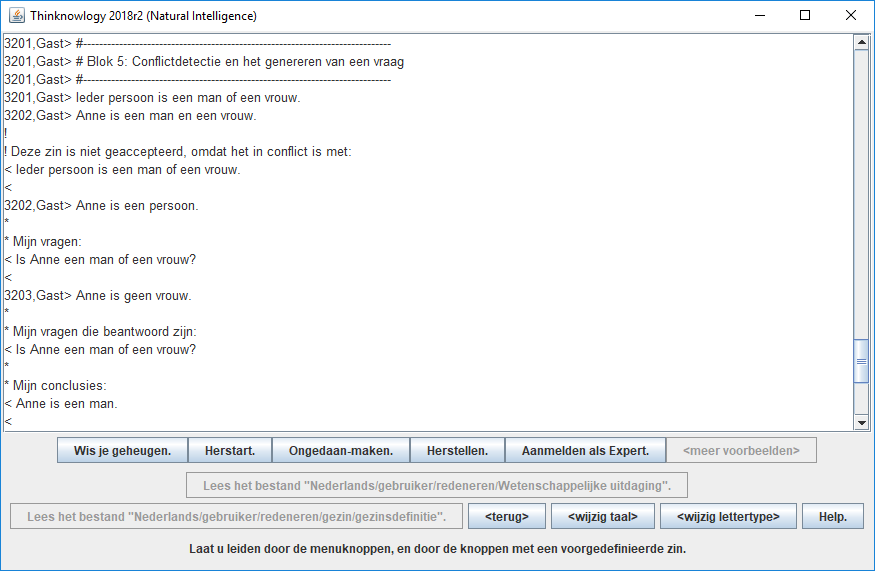 Thinknowlogy 2018r2 (Natural Intelligence)
3201,Gast> #-----------------------------------------------------------------------------
3201,Gast> # Blok 5: Conflictdetectie en het genereren van een vraag
3201,Gast> #-----------------------------------------------------------------------------
3201,Gast> Ieder persoon is een man of een vrouw.
3202,Gast> Anne is een man en een vrouw.
!
! Deze zin is niet geaccepteerd, omdat het in conflict is met:
< Ieder persoon is een man of een vrouw.
<
3202,Gast> Anne is een persoon.
*
* Mijn vragen:
< Is Anne een man of een vrouw?
<
3203,Gast> Anne is geen vrouw.
*
* Mijn vragen die beantwoord zijn:
< Is Anne een man of een vrouw?
*
* Mijn conclusies:
< Anne is een man.
<
Wis je geheugen. Herstart. Ongedaan-maken. Herstellen. Aanmelden als Expert. <meer voorbeelden>
Lees het bestand "Nederlands/gebruiker/redeneren/Wetenschappelijke uitdaging".
Lees het bestand "Nederlands/gebruiker/redeneren/gezin/gezinsdefinitie". <terug> <wijzig taal> <wijzig lettertype> Help.
Laat u leiden door de menuknoppen, en door de knoppen met een voorgedefinieerde zin.